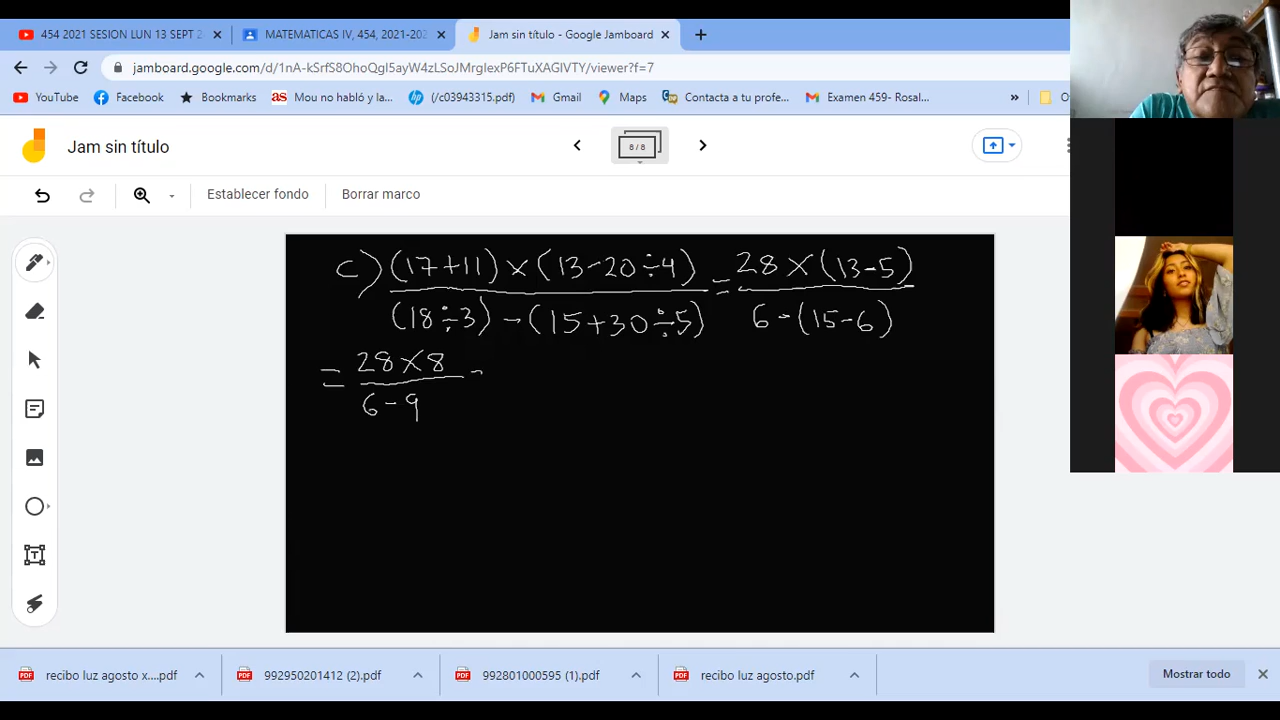 454 2021 SESION LUN 13 SEPT 2
MATEMATICAS IV, 454, 2021-202
Jam sin título - Google Jamboard
jamboard.google.com/d/1nA-kSrfS8OhoQgI5ayW4zLSoJMrgIexP6FTuXAGIVTY/viewer?f=7
YouTube
Facebook
Bookmarks
as Mou no habló y la...
(/c03943315.pdf)
Gmail
Maps
Contacta a tu profe...
Examen 459- Rosal...
»
Jam sin título
8 / 8
Establecer fondo
Borrar marco
c) (17+11)×(13-20÷4) = 28×(13-5)
(18÷3)-(15+30÷5) 6-(15-6)
= 28×8 -
6-9
recibo luz agosto x....pdf
992950201412 (2).pdf
992801000595 (1).pdf
recibo luz agosto.pdf
Mostrar todo